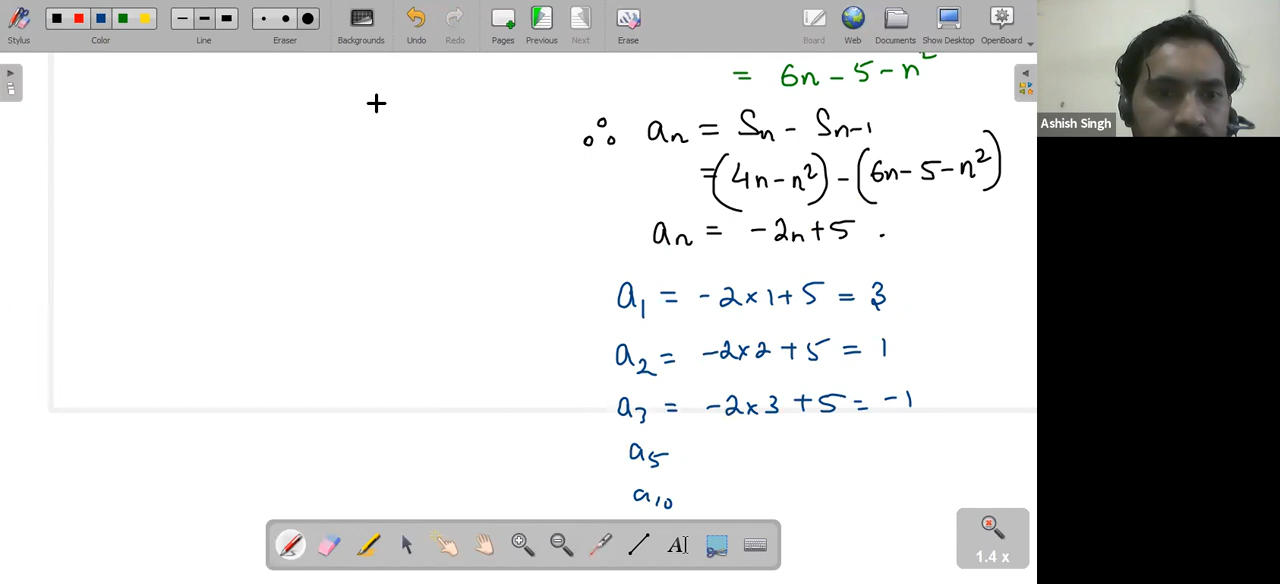 Stylus
Color
Line
Eraser
Backgrounds
Undo
Redo
Pages
Previous
Next
Erase
Board
Web
Documents
Show Desktop
OpenBoard
Ashish Singh
= 6n - 5 - n²
∴ aₙ = Sₙ - Sₙ₋₁
= (4n - n²) - (6n - 5 - n²)
aₙ = -2n + 5 .
a₁ = -2 × 1 + 5 = 3
a₂ = -2 × 2 + 5 = 1
a₃ = -2 × 3 + 5 = -1
a₅
a₁₀
1.4 x